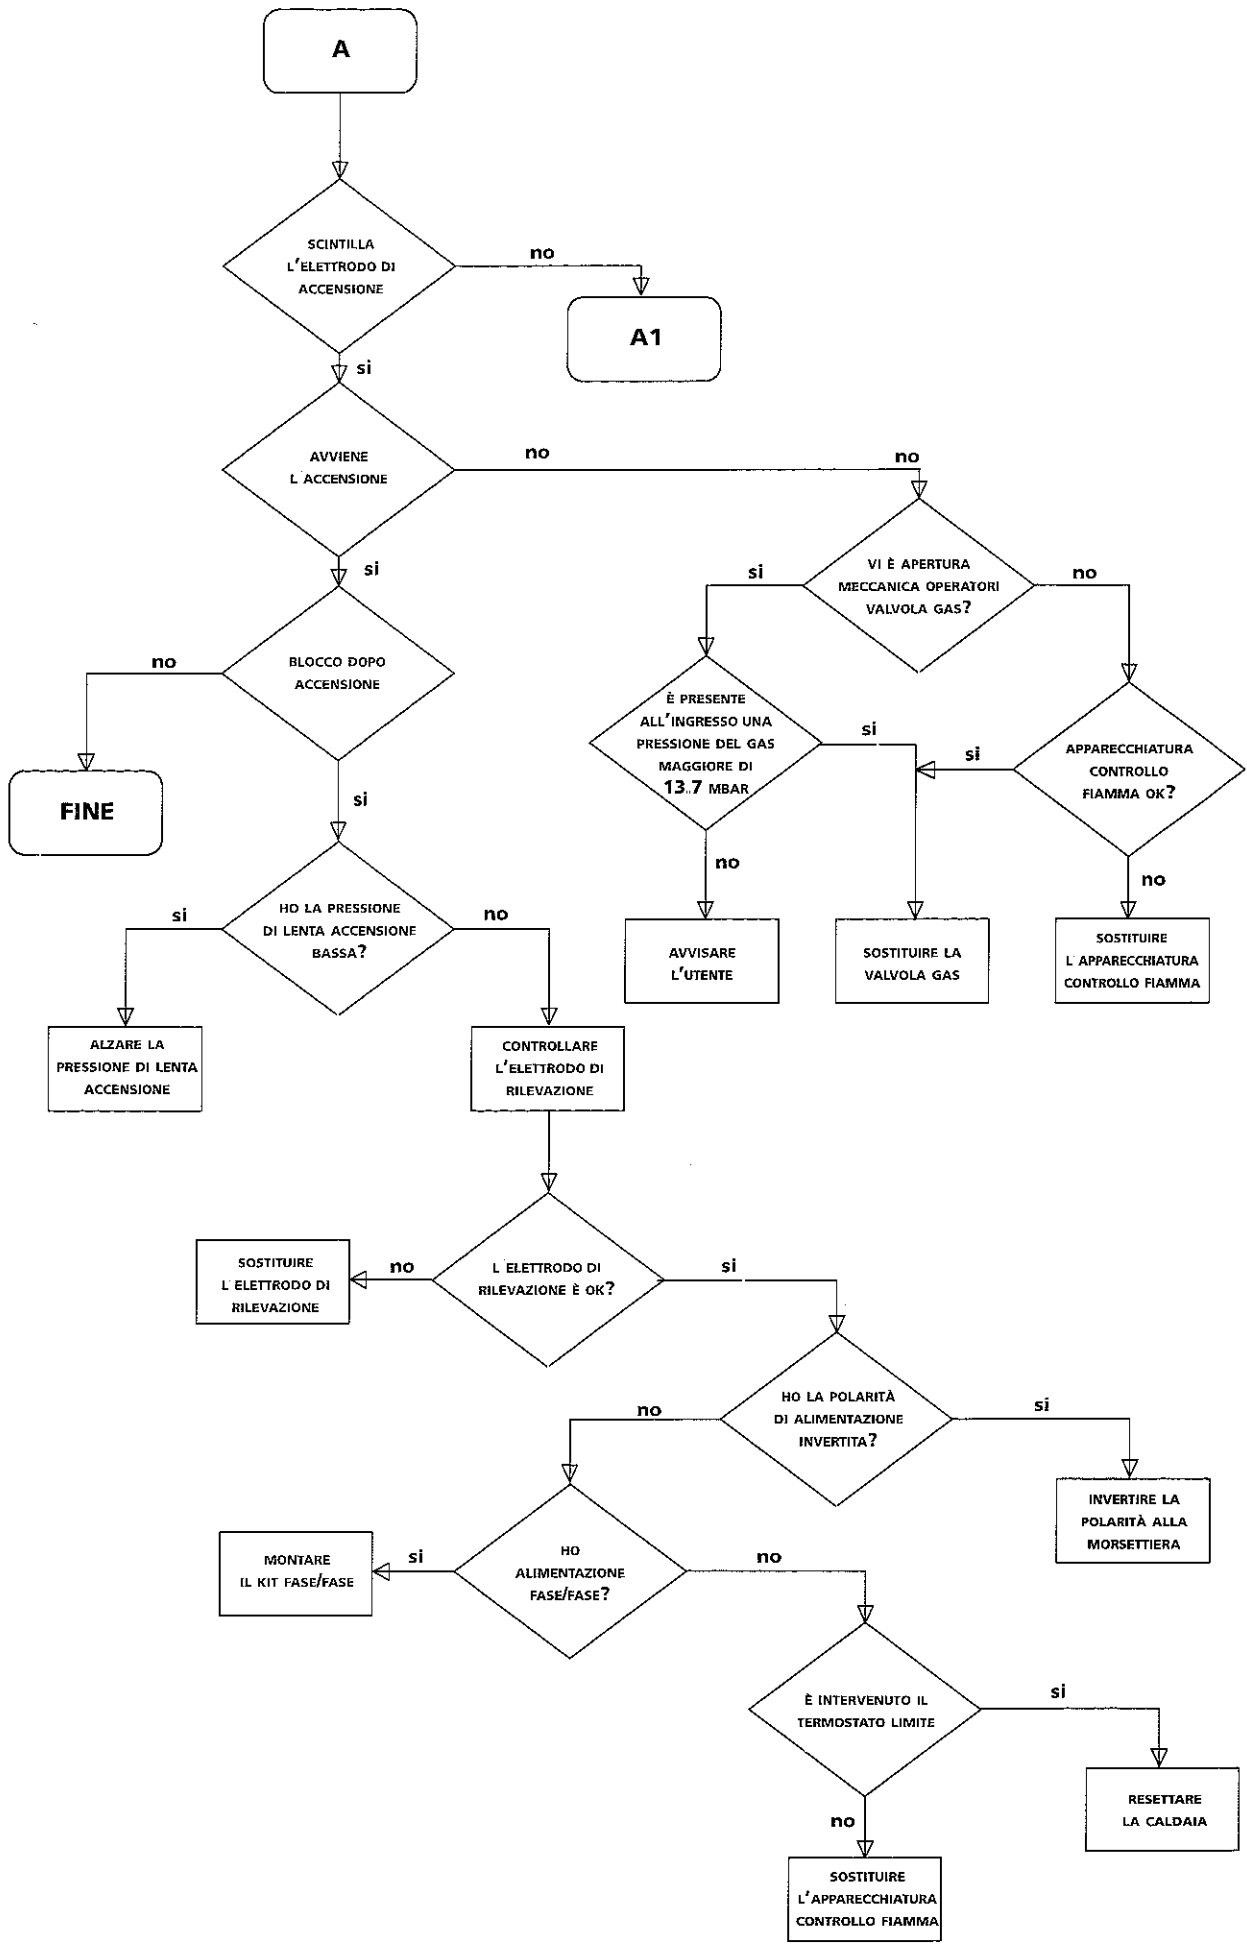 A
SCINTILLA
L'ELETTRODO DI
ACCENSIONE
no
A1
si
AVVIENE
L'ACCENSIONE
no
no
si
VI È APERTURA
MECCANICA OPERATORI
VALVOLA GAS?
si
no
BLOCCO DOPO
ACCENSIONE
no
FINE
si
È PRESENTE
ALL'INGRESSO UNA
PRESSIONE DEL GAS
MAGGIORE DI
13.7 MBAR
si
no
APPARECCHIATURA
CONTROLLO
FIAMMA OK?
si
no
HO LA PRESSIONE
DI LENTA ACCENSIONE
BASSA?
si
no
AVVISARE
L'UTENTE
SOSTITUIRE LA
VALVOLA GAS
SOSTITUIRE
L'APPARECCHIATURA
CONTROLLO FIAMMA
ALZARE LA
PRESSIONE DI LENTA
ACCENSIONE
CONTROLLARE
L'ELETTRODO DI
RILEVAZIONE
L'ELETTRODO DI
RILEVAZIONE È OK?
no
si
SOSTITUIRE
L'ELETTRODO DI
RILEVAZIONE
HO LA POLARITÀ
DI ALIMENTAZIONE
INVERTITA?
no
si
INVERTIRE LA
POLARITÀ ALLA
MORSETTIERA
HO
ALIMENTAZIONE
FASE/FASE?
si
no
MONTARE
IL KIT FASE/FASE
È INTERVENUTO IL
TERMOSTATO LIMITE
si
no
RESETTARE
LA CALDAIA
SOSTITUIRE
L'APPARECCHIATURA
CONTROLLO FIAMMA